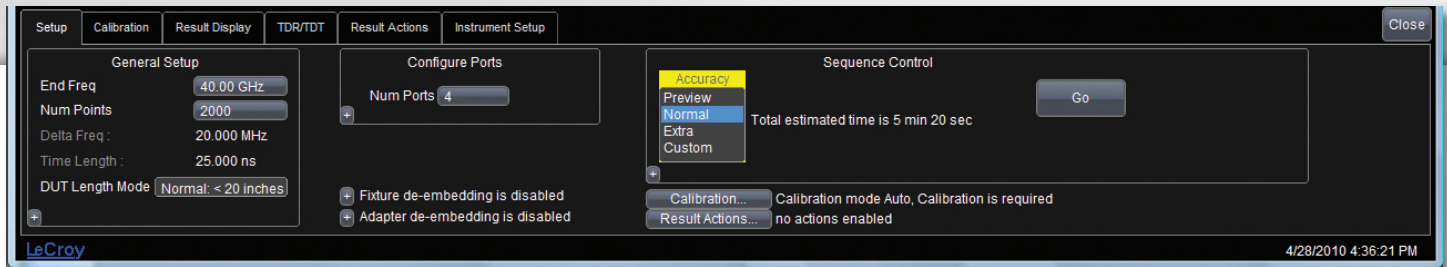 Setup
Calibration
Result Display
TDR/TDT
Result Actions
Instrument Setup
Close
General Setup
End Freq 40.00 GHz
Num Points 2000
Delta Freq : 20.000 MHz
Time Length : 25.000 ns
DUT Length Mode Normal: < 20 inches
+
Configure Ports
Num Ports 4
+
+ Fixture de-embedding is disabled
+ Adapter de-embedding is disabled
Sequence Control
Accuracy
Preview
Normal
Extra
Custom
Total estimated time is 5 min 20 sec
Go
+
Calibration... Calibration mode Auto, Calibration is required
Result Actions... no actions enabled
LeCroy
4/28/2010 4:36:21 PM